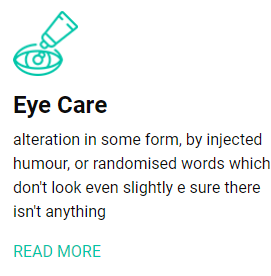 Eye Care
alteration in some form, by injected
humour, or randomised words which
don't look even slightly e sure there
isn't anything
READ MORE